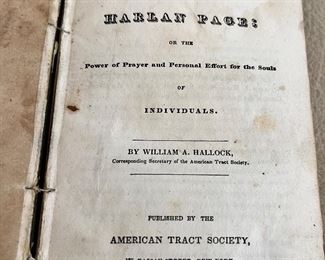 HARLAN PAGE:
OR THE
Power of Prayer and Personal Effort for the Souls
OF
INDIVIDUALS.
BY WILLIAM A. HALLOCK,
Corresponding Secretary of the American Tract Society.
PUBLISHED BY THE
AMERICAN TRACT SOCIETY,